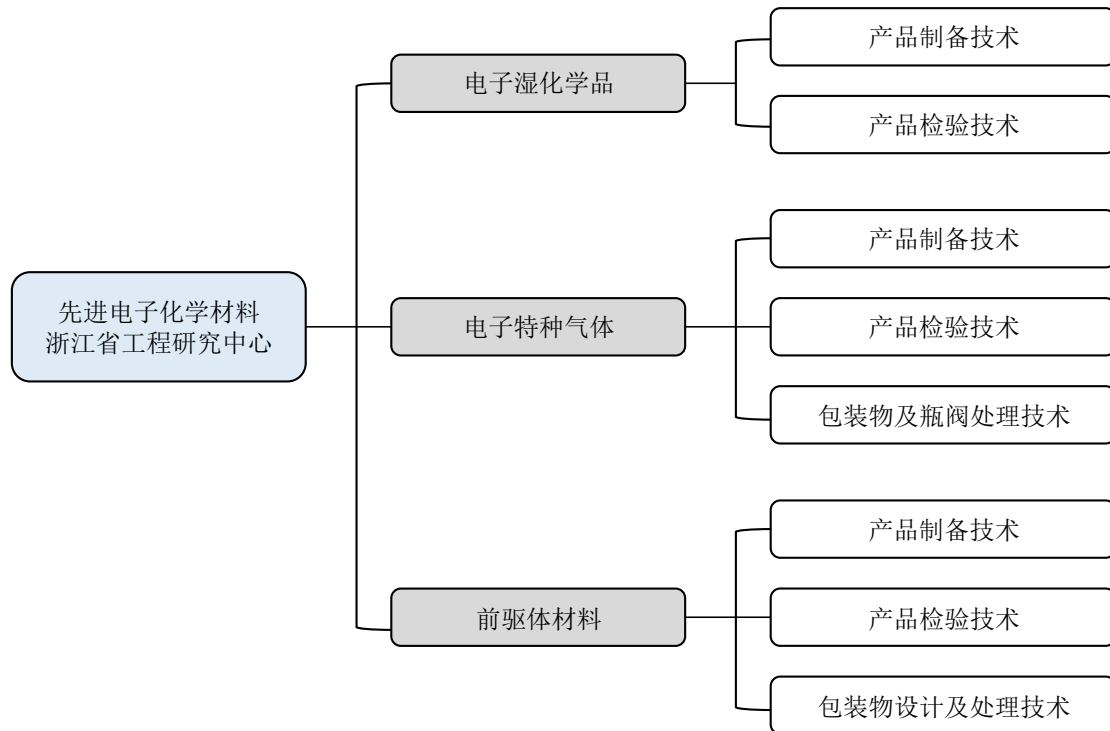 先进电子化学材料
浙江省工程研究中心
电子湿化学品
产品制备技术
产品检验技术
电子特种气体
产品制备技术
产品检验技术
包装物及瓶阀处理技术
前驱体材料
产品制备技术
产品检验技术
包装物设计及处理技术